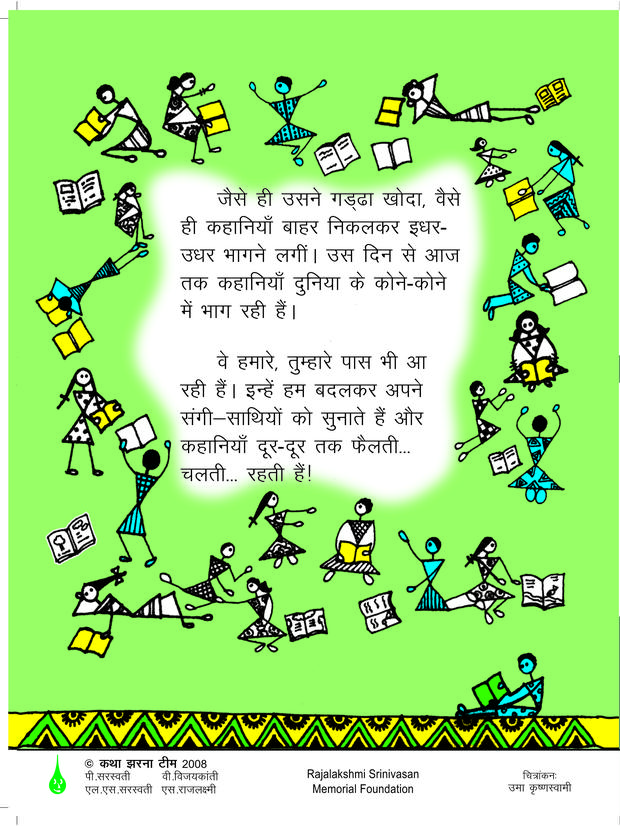 जैसे ही उसने गड्ढा खोदा, वैसे
ही कहानियाँ बाहर निकलकर इधर-
उधर भागने लगीं। उस दिन से आज
तक कहानियाँ दुनिया के कोने-कोने
में भाग रही हैं।
वे हमारे, तुम्हारे पास भी आ
रही हैं। इन्हें हम बदलकर अपने
संगी–साथियों को सुनाते हैं और
कहानियाँ दूर-दूर तक फैलती...
चलती... रहती हैं!
© कथा झरना टीम 2008
पी.सरस्वती वी.विजयकांती
एल.एस.सरस्वती एस.राजलक्ष्मी
Rajalakshmi Srinivasan
Memorial Foundation
चित्रांकनः
उमा कृष्णस्वामी